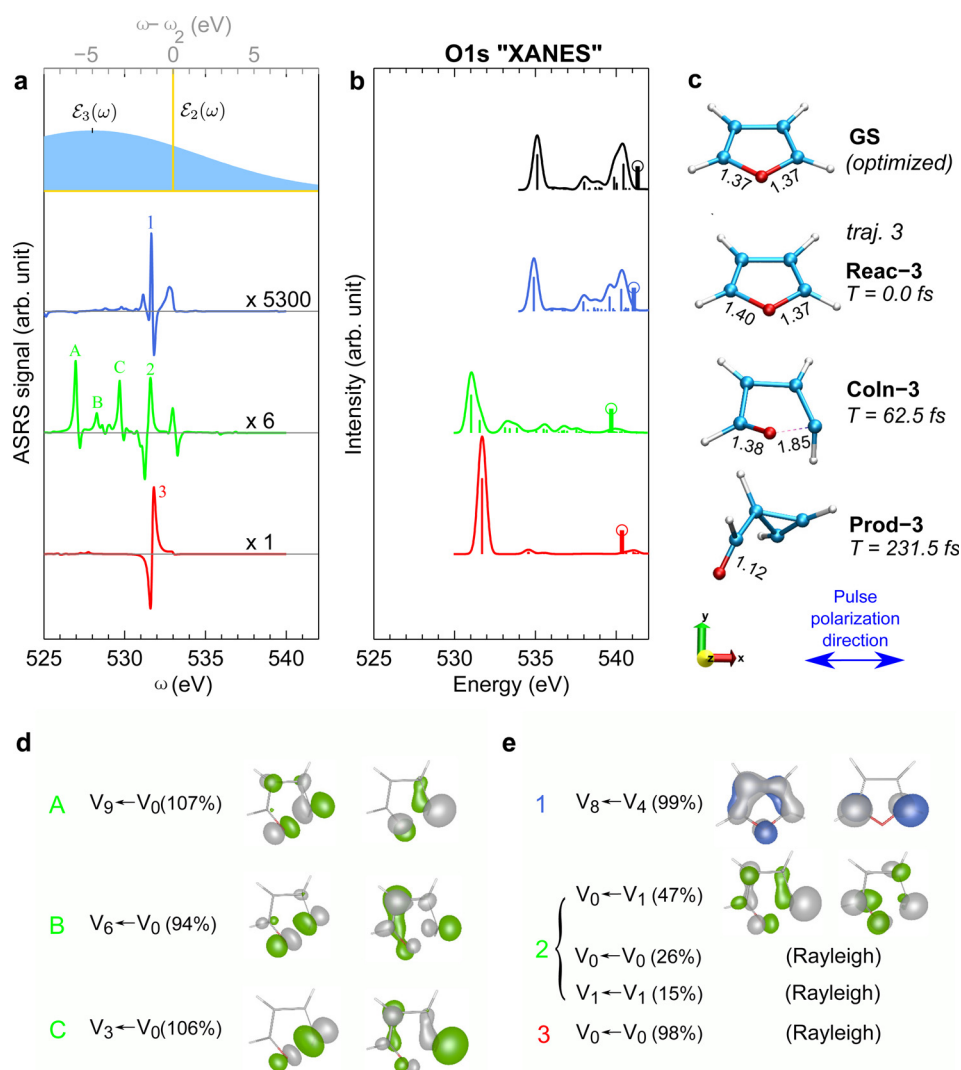 ω− ω₂ (eV)
−5 0 5
O1s "XANES"
a
ℰ₃(ω)
ℰ₂(ω)
1
x 5300
A
B
C
2
x 6
3
x 1
ASRS signal (arb. unit)
525 530 535 540
ω (eV)
b
Intensity (arb. unit)
525 530 535 540
Energy (eV)
c
GS
(optimized)
1.37 1.37
traj. 3
Reac−3
T = 0.0 fs
1.40 1.37
CoIn−3
T = 62.5 fs
1.38 1.85
Prod−3
T = 231.5 fs
1.12
Pulse
polarization
direction
y
z x
d
A V₉←V₀(107%)
B V₆←V₀ (94%)
C V₃←V₀(106%)
e
1 V₈←V₄ (99%)
V₀←V₁ (47%)
2
V₀←V₀ (26%) (Rayleigh)
V₁←V₁ (15%) (Rayleigh)
3 V₀←V₀ (98%) (Rayleigh)